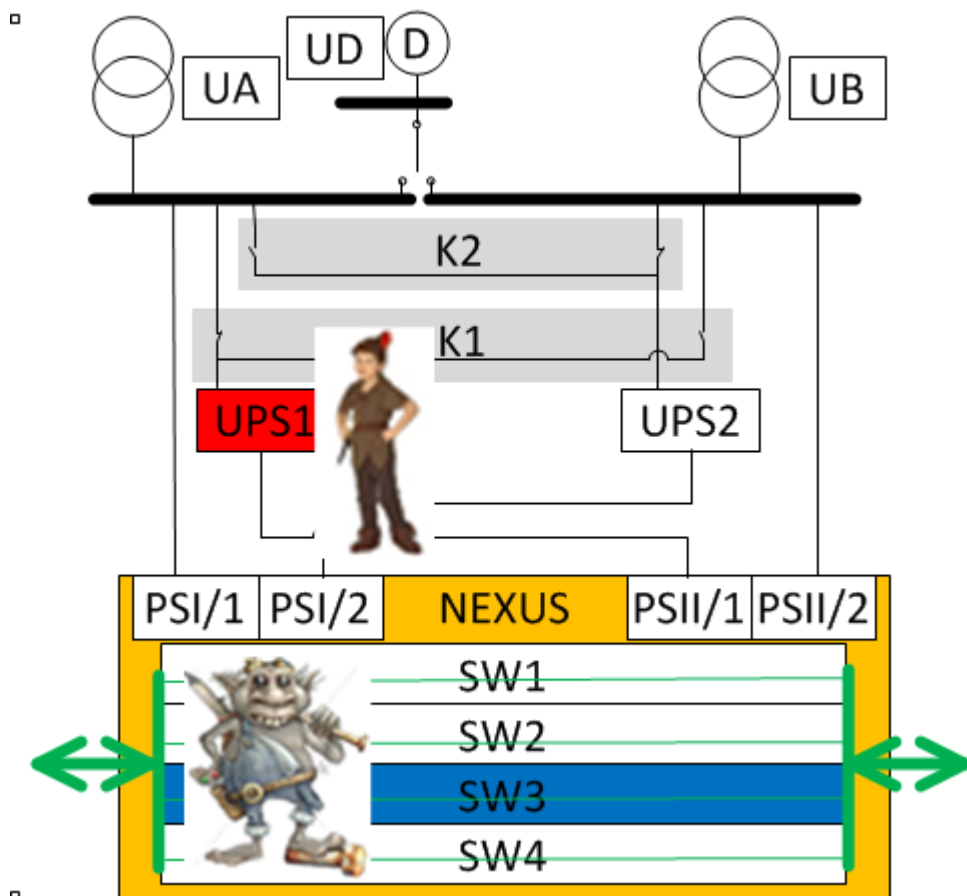 UD D
UA UB
K2
K1
UPS1 UPS2
PSI/1 PSI/2 NEXUS PSII/1 PSII/2
SW1
SW2
SW3
SW4